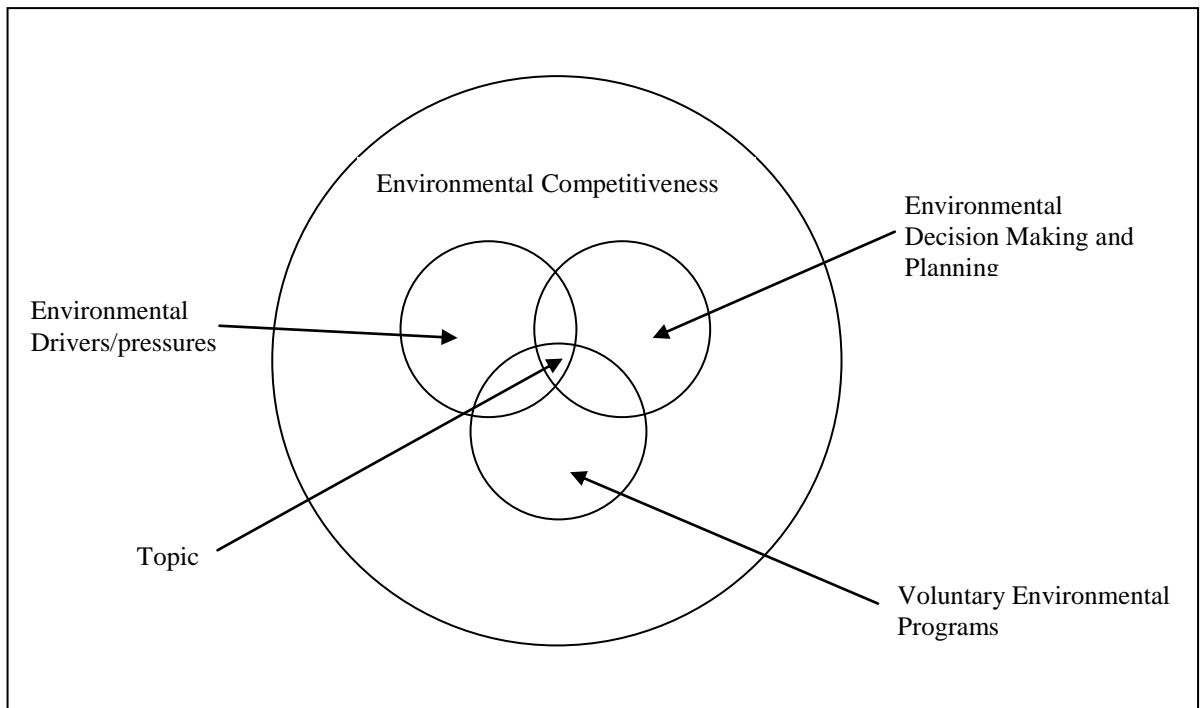 Environmental Competitiveness
Environmental
Decision Making and
Planning
Environmental
Drivers/pressures
Topic
Voluntary Environmental
Programs